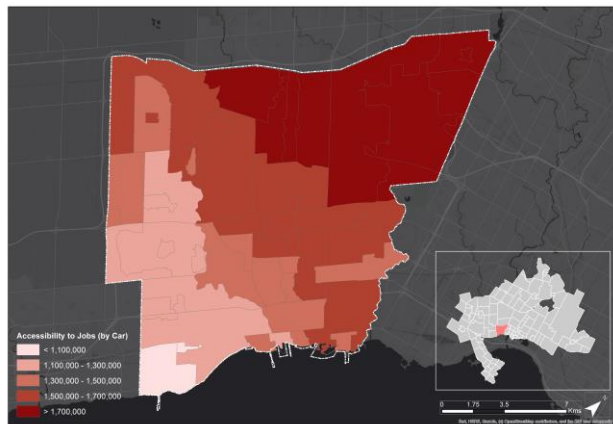 Accessibility to Jobs (by Car)
< 1,100,000
1,100,000 - 1,300,000
1,300,000 - 1,500,000
1,500,000 - 1,700,000
> 1,700,000
0 1.75 3.5 7
Kms